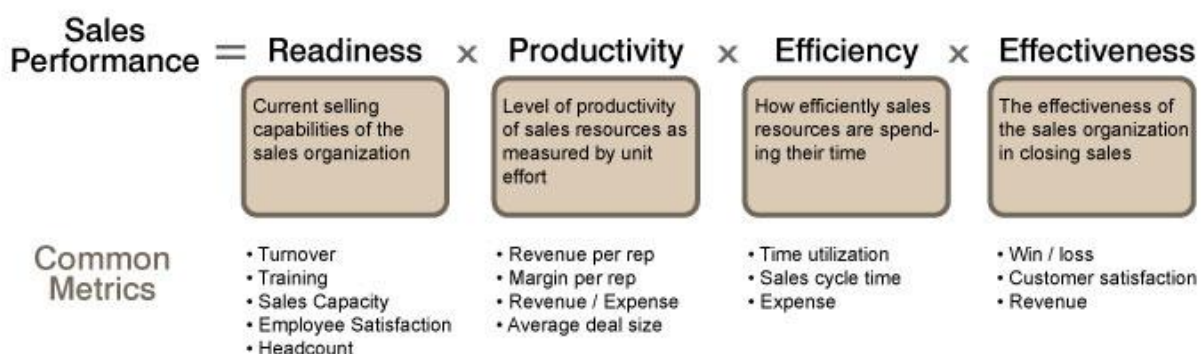 Sales
Performance = Readiness x Productivity x Efficiency x Effectiveness
Current selling
capabilities of the
sales organization
Level of productivity
of sales resources as
measured by unit
effort
How efficiently sales
resources are spend-
ing their time
The effectiveness of
the sales organization
in closing sales
Common
Metrics
• Turnover
• Training
• Sales Capacity
• Employee Satisfaction
• Headcount
• Revenue per rep
• Margin per rep
• Revenue / Expense
• Average deal size
• Time utilization
• Sales cycle time
• Expense
• Win / loss
• Customer satisfaction
• Revenue